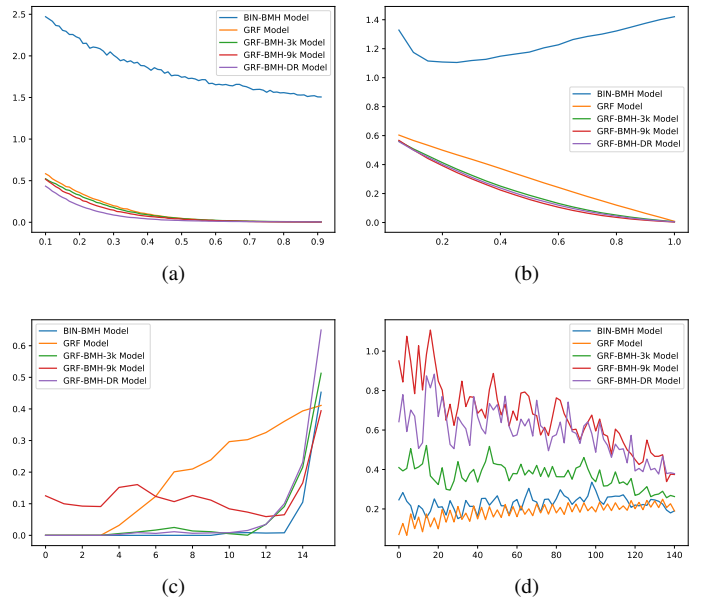 2.5
2.0
1.5
1.0
0.5
0.0
0.1 0.2 0.3 0.4 0.5 0.6 0.7 0.8 0.9
BIN-BMH Model
GRF Model
GRF-BMH-3k Model
GRF-BMH-9k Model
GRF-BMH-DR Model
(a)
1.4
1.2
1.0
0.8
0.6
0.4
0.2
0.0
0.2 0.4 0.6 0.8 1.0
BIN-BMH Model
GRF Model
GRF-BMH-3k Model
GRF-BMH-9k Model
GRF-BMH-DR Model
(b)
0.6
0.5
0.4
0.3
0.2
0.1
0.0
0 2 4 6 8 10 12 14
BIN-BMH Model
GRF Model
GRF-BMH-3k Model
GRF-BMH-9k Model
GRF-BMH-DR Model
(c)
1.0
0.8
0.6
0.4
0.2
0 20 40 60 80 100 120 140
BIN-BMH Model
GRF Model
GRF-BMH-3k Model
GRF-BMH-9k Model
GRF-BMH-DR Model
(d)